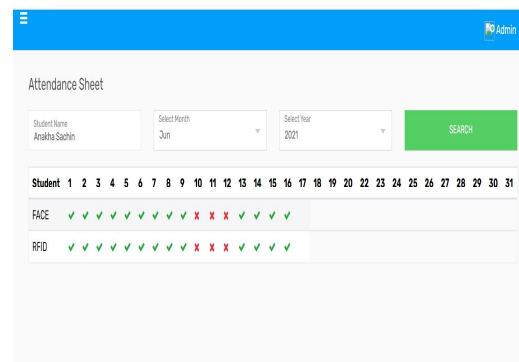 Admin
Attendance Sheet
Student Name
Anakha Sachin
Select Month
Jun
Select Year
2021
SEARCH
Student 1 2 3 4 5 6 7 8 9 10 11 12 13 14 15 16 17 18 19 20 22 23 24 25 26 27 28 29 30 31
FACE ✔ ✔ ✔ ✔ ✔ ✔ ✔ ✔ ✔ ✘ ✘ ✘ ✔ ✔ ✔ ✔
RFID ✔ ✔ ✔ ✔ ✔ ✔ ✔ ✔ ✔ ✘ ✘ ✘ ✔ ✔ ✔ ✔